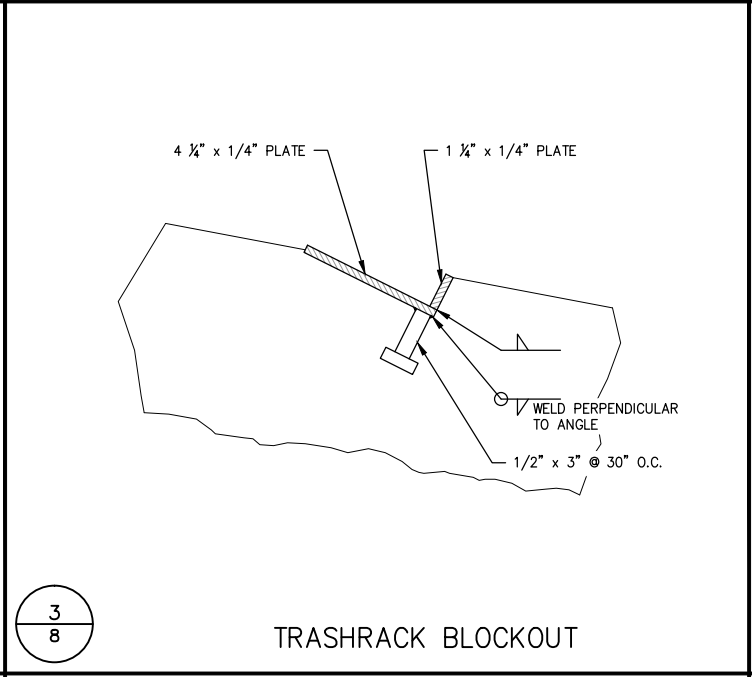 4 ¼" x 1/4" PLATE
1 ¼" x 1/4" PLATE
WELD PERPENDICULAR
TO ANGLE
1/2" x 3" @ 30" O.C.
3
8
TRASHRACK BLOCKOUT